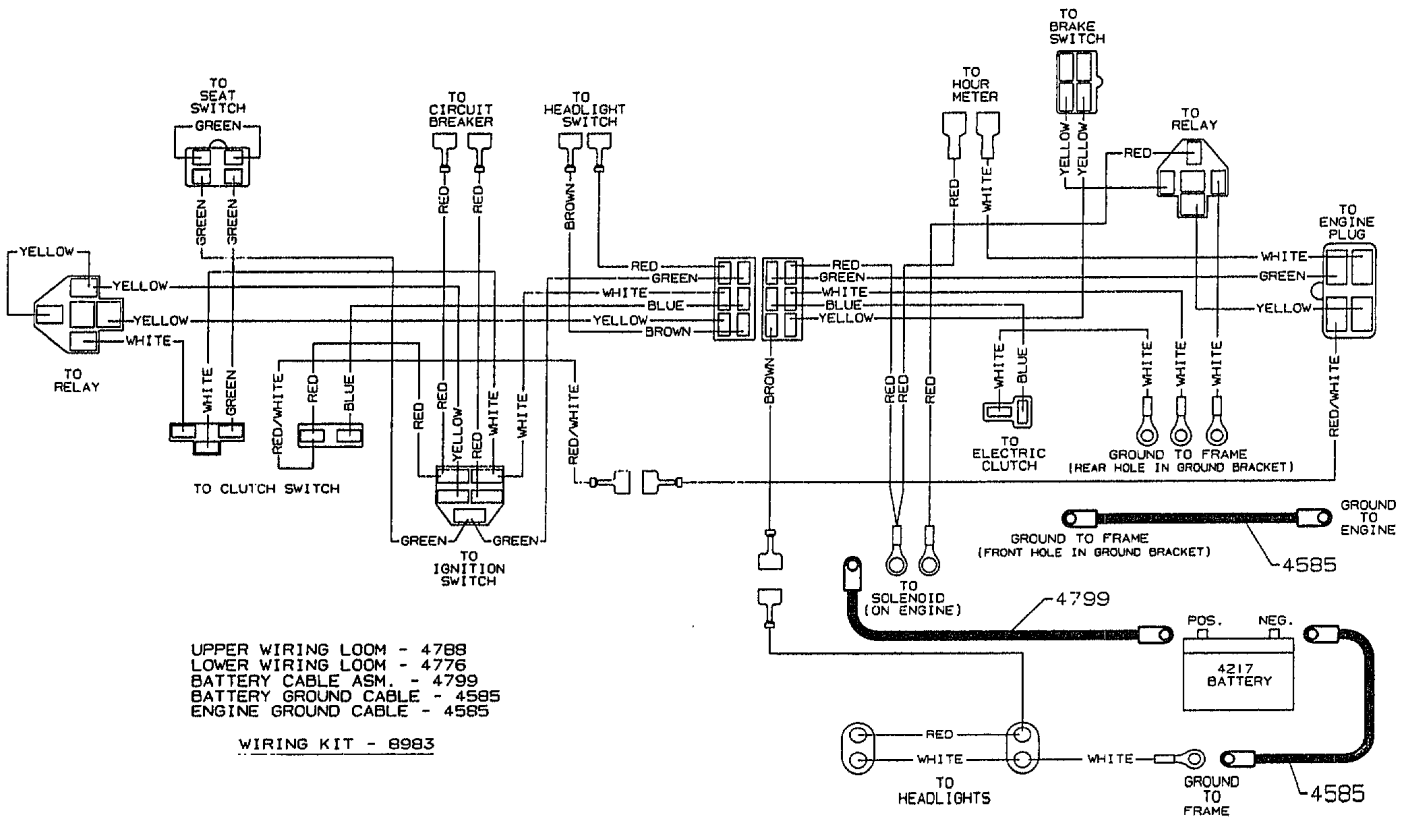 TO
BRAKE
SWITCH
TO
SEAT
SWITCH
GREEN
TO
CIRCUIT
BREAKER
TO
HEADLIGHT
SWITCH
TO
HOUR
METER
TO
RELAY
RED
YELLOW
YELLOW
GREEN
GREEN
RED
RED
BROWN
RED
WHITE
TO
ENGINE
PLUG
YELLOW
YELLOW
YELLOW
WHITE
TO
RELAY
RED
GREEN
WHITE
BLUE
YELLOW
BROWN
RED
GREEN
WHITE
BLUE
YELLOW
WHITE
GREEN
YELLOW
WHITE
GREEN
RED/WHITE
RED
BLUE
RED
RED
YELLOW
RED
WHITE
WHITE
RED/WHITE
BROWN
RED
RED
RED
WHITE
BLUE
WHITE
WHITE
WHITE
RED/WHITE
TO CLUTCH SWITCH
TO
ELECTRIC
CLUTCH
GROUND TO FRAME
(REAR HOLE IN GROUND BRACKET)
GREEN
GREEN
TO
IGNITION
SWITCH
GROUND TO FRAME
(FRONT HOLE IN GROUND BRACKET)
GROUND
TO
ENGINE
4585
TO
SOLENOID
(ON ENGINE)
4799
POS.
NEG.
4217
BATTERY
UPPER WIRING LOOM - 4788
LOWER WIRING LOOM - 4776
BATTERY CABLE ASM. - 4799
BATTERY GROUND CABLE - 4585
ENGINE GROUND CABLE - 4585
WIRING KIT - 8983
RED
WHITE
WHITE
TO
HEADLIGHTS
GROUND
TO
FRAME
4585